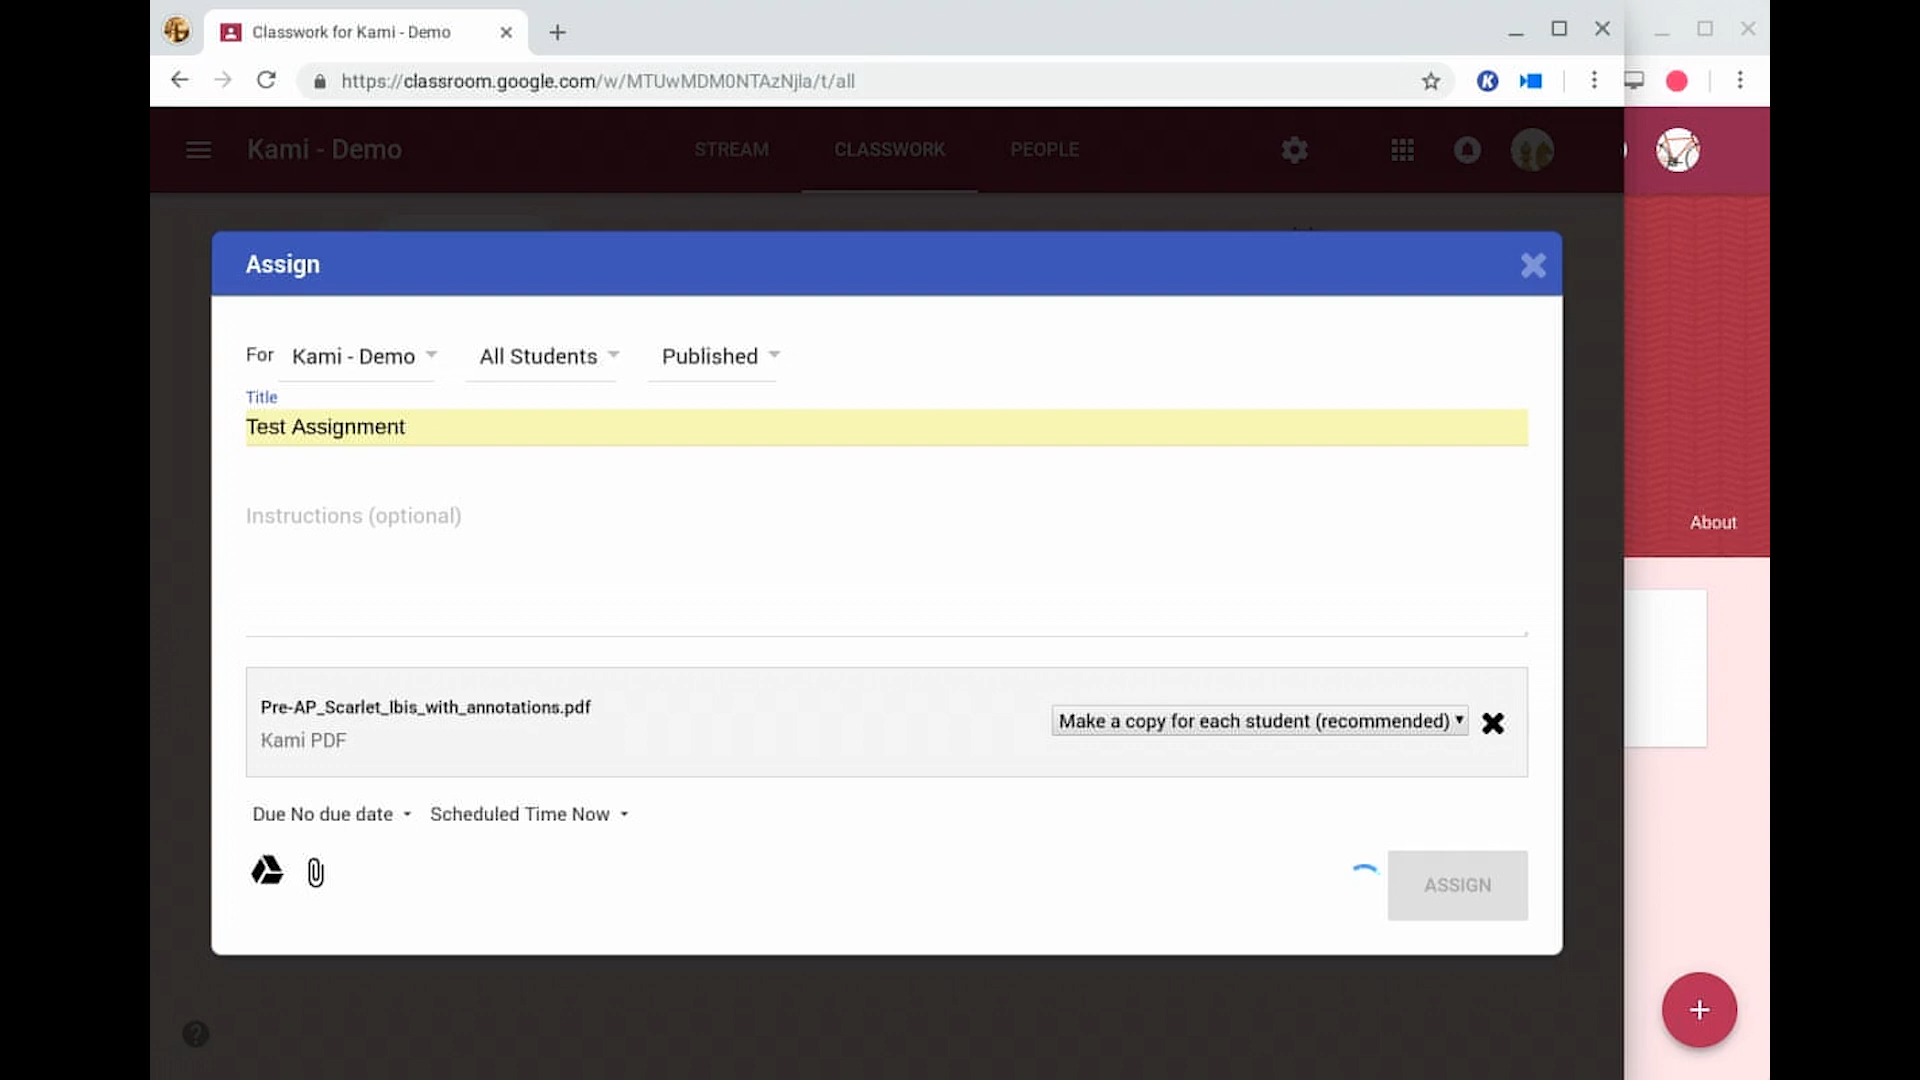 Classwork for Kami - Demo
https://classroom.google.com/w/MTUwMDM0NTAzNjla/t/all
Kami - Demo
STREAM
CLASSWORK
PEOPLE
Assign
For Kami - Demo All Students Published
Title
Test Assignment
Instructions (optional)
About
Pre-AP_Scarlet_Ibis_with_annotations.pdf
Make a copy for each student (recommended)
Kami PDF
Due No due date Scheduled Time Now
ASSIGN